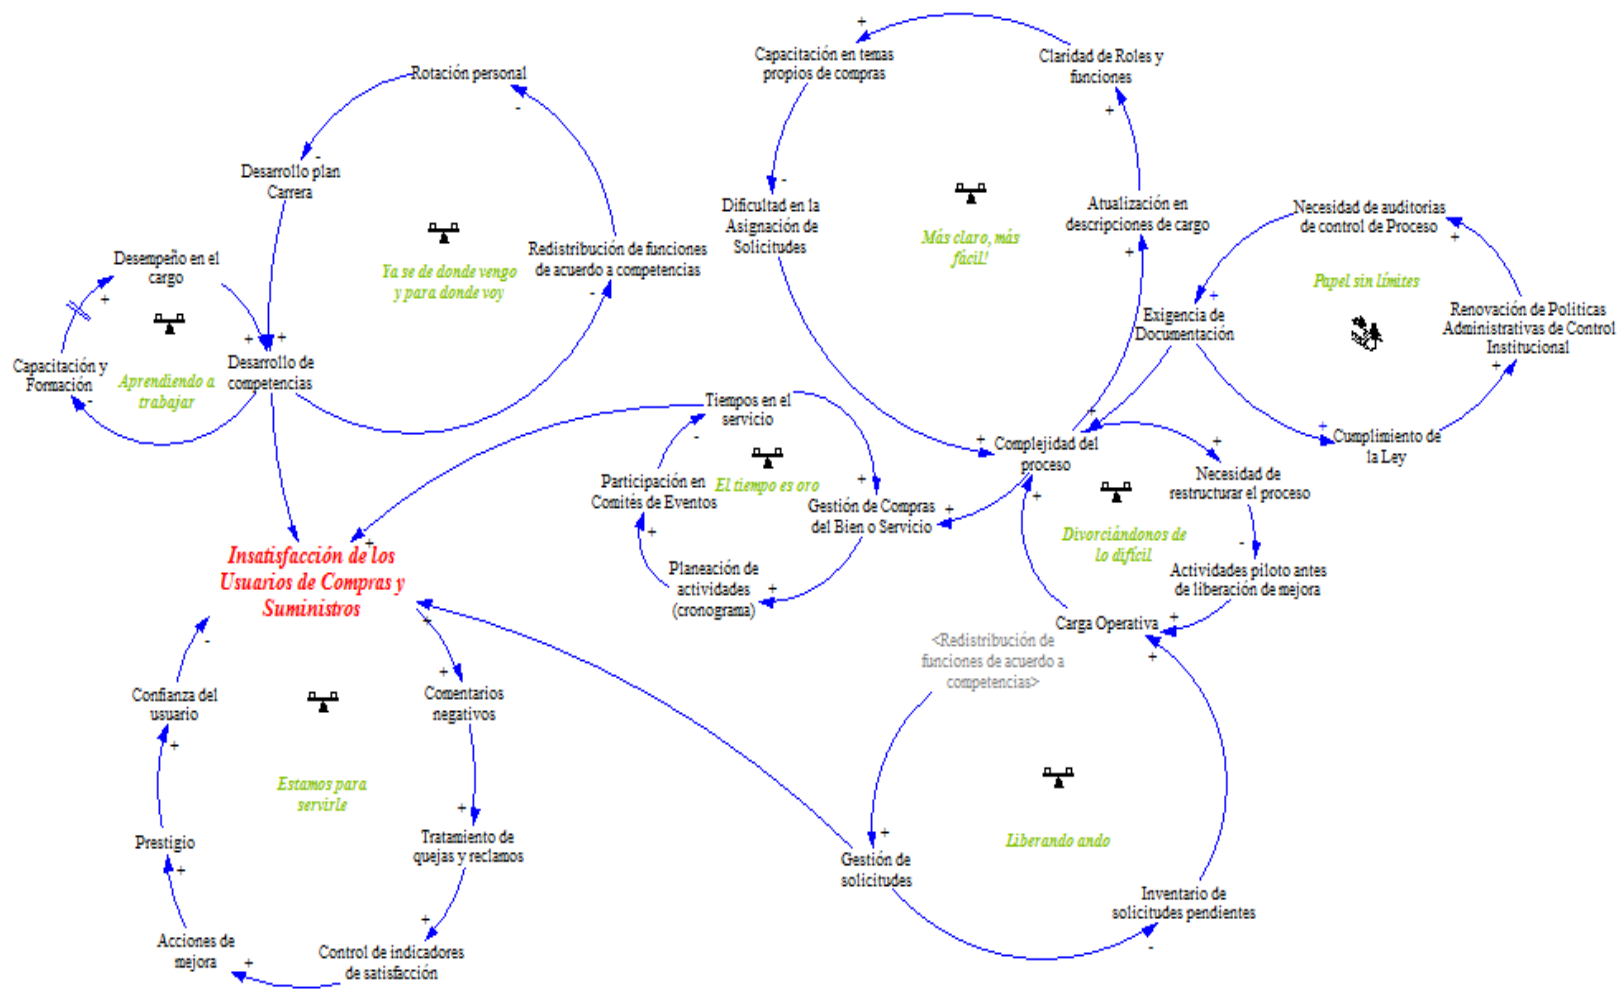 Rotación personal
Desarrollo plan
Carrera
Redistribución de funciones
de acuerdo a competencias
Ya se de donde vengo
y para donde voy
Desempeño en el
cargo
Capacitación y
Formación
Aprendiendo a
trabajar
Desarrollo de
competencias
Capacitación en temas
propios de compras
Claridad de Roles y
funciones
Dificultad en la
Asignación de
Solicitudes
Más claro, más
fácil!
Atualización en
descripciones de cargo
Necesidad de auditorias
de control de Proceso
Papel sin límites
Exigencia de
Documentación
Renovación de Politicas
Administrativas de Control
Institucional
Cumplimiento de
la Ley
Tiempos en el
servicio
Participación en
Comités de Eventos
El tiempo es oro
Gestión de Compras
del Bien o Servicio
Planeación de
actividades
(cronograma)
Complejidad del
proceso
Necesidad de
restructurar el proceso
Divorciándonos de
lo difícil
Actividades piloto antes
de liberación de mejora
Carga Operativa
<Redistribución de
funciones de acuerdo a
competencias>
Insatisfacción de los
Usuarios de Compras y
Suministros
Confianza del
usuario
Comentarios
negativos
Estamos para
servirle
Prestigio
Tratamiento de
quejas y reclamos
Acciones de
mejora
Control de indicadores
de satisfacción
Gestión de
solicitudes
Liberando ando
Inventario de
solicitudes pendientes